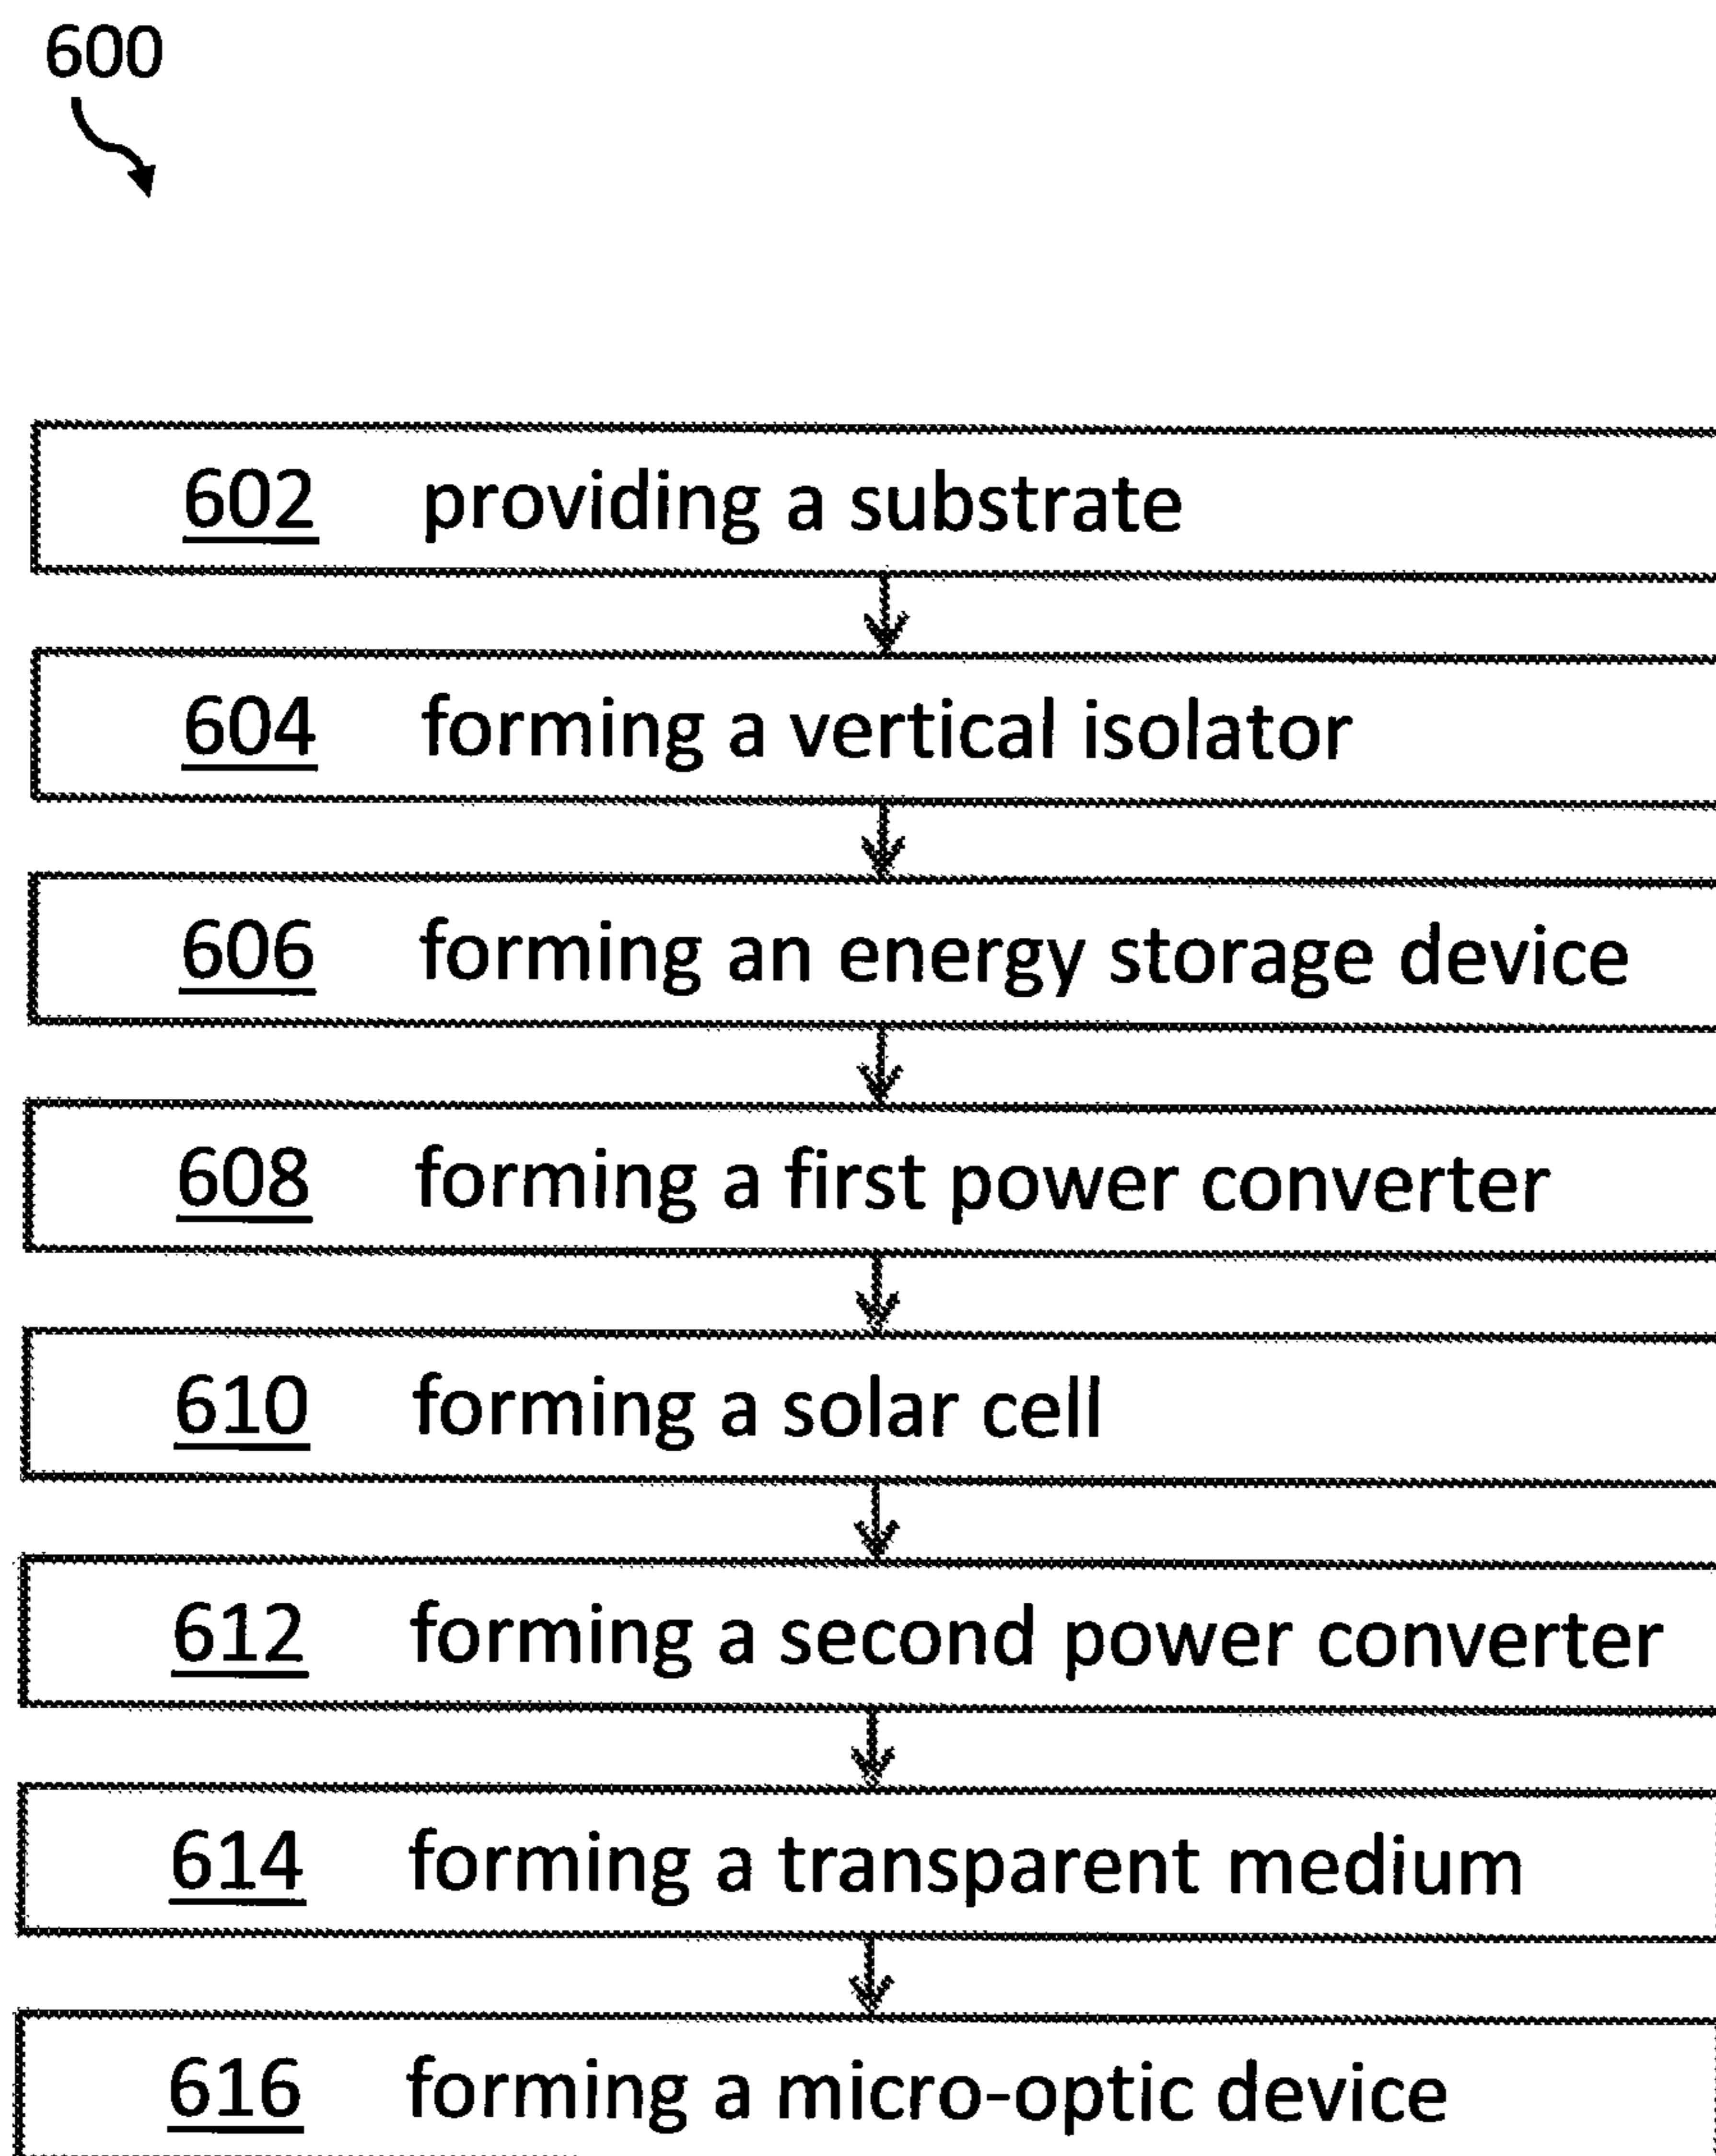 600
602 providing a substrate
604 forming a vertical isolator
606 forming an energy storage device
608 forming a first power converter
610 forming a solar cell
612 forming a second power converter
614 forming a transparent medium
616 forming a micro-optic device